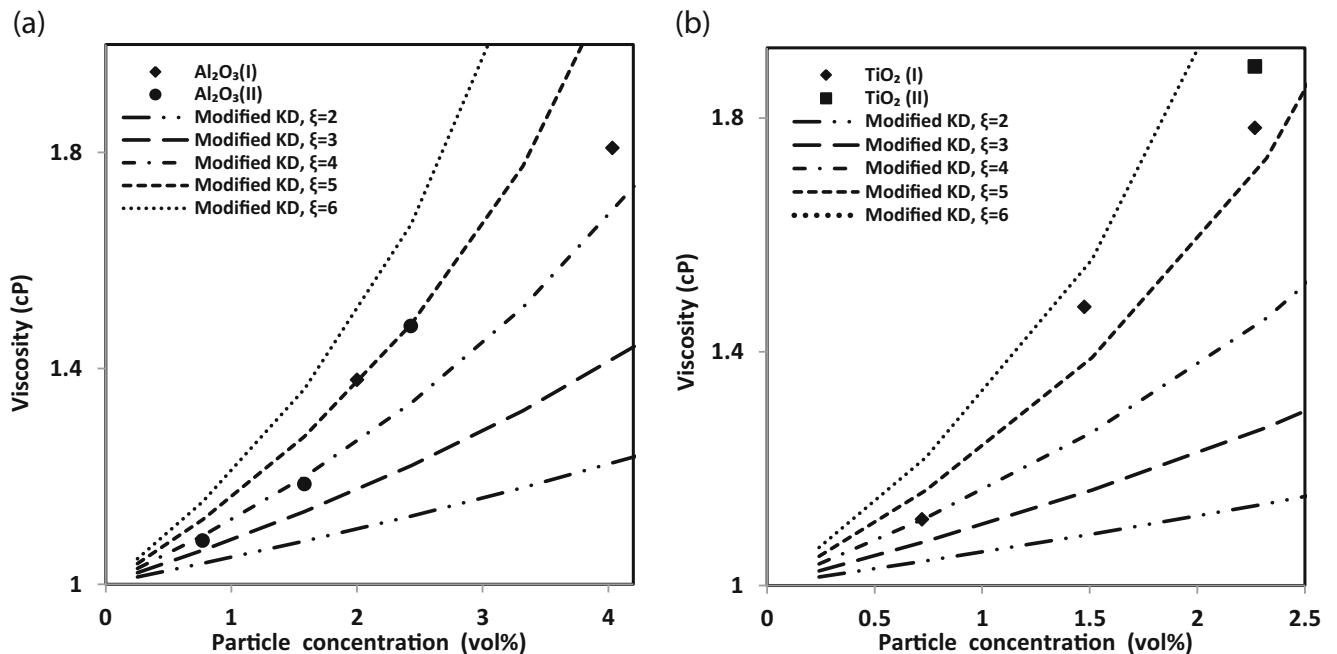 (a)
Al₂O₃(I)
Al₂O₃(II)
Modified KD, ξ=2
Modified KD, ξ=3
Modified KD, ξ=4
Modified KD, ξ=5
Modified KD, ξ=6
1.8
1.4
1
Viscosity (cP)
0 1 2 3 4
Particle concentration (vol%)
(b)
TiO₂ (I)
TiO₂ (II)
Modified KD, ξ=2
Modified KD, ξ=3
Modified KD, ξ=4
Modified KD, ξ=5
Modified KD, ξ=6
1.8
1.4
1
Viscosity (cP)
0 0.5 1 1.5 2 2.5
Particle concentration (vol%)